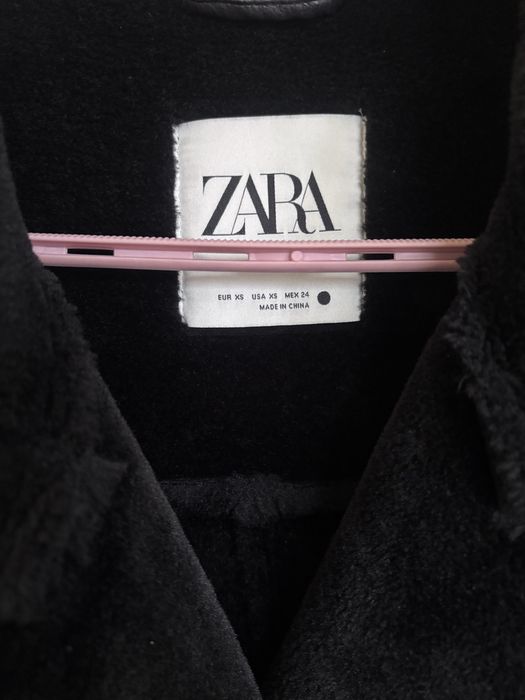 ZARA
EUR XS USA XS MEX 24
MADE IN CHINA